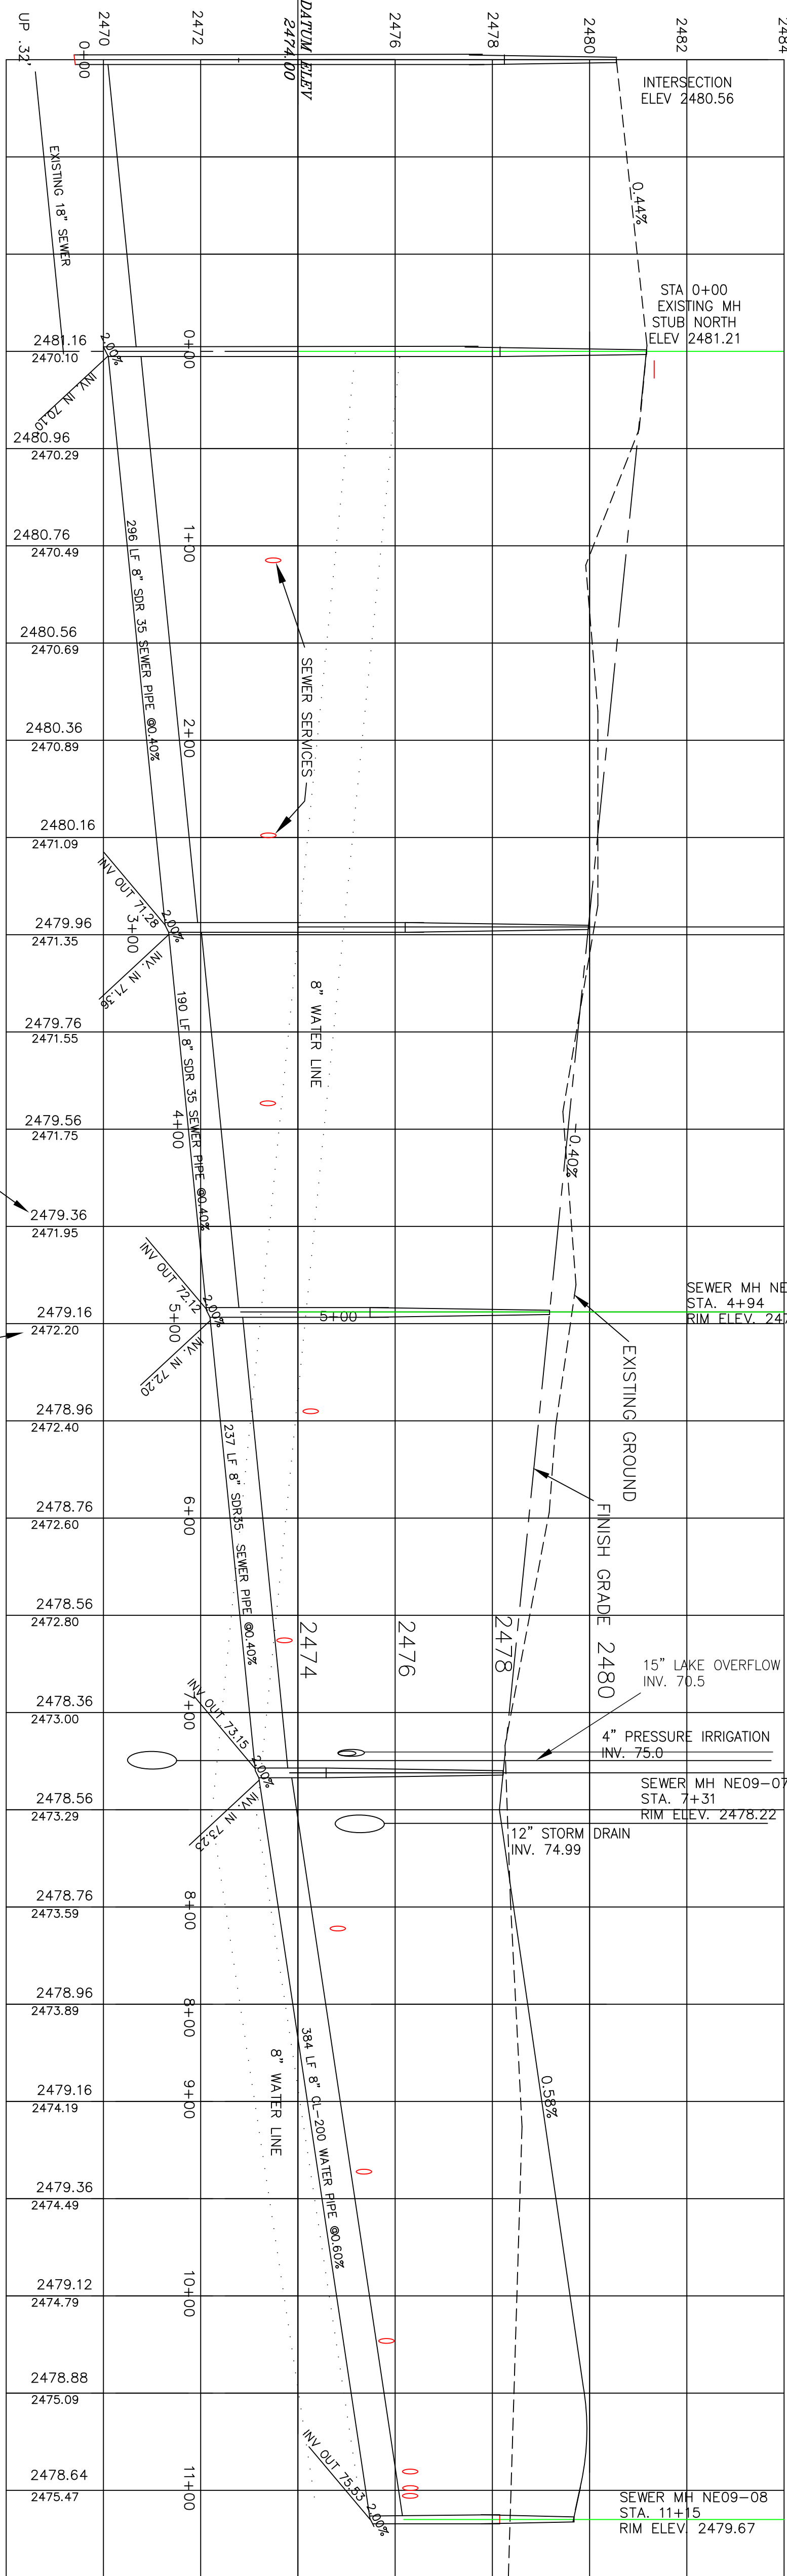 2470
2472
2476
2478
2480
2482
2484
DATUM ELEV
2474.00
UP .32'
0+00
INTERSECTION
ELEV 2480.56
EXISTING 18" SEWER
0.44%
STA 0+00
EXISTING MH
STUB NORTH
ELEV 2481.21
2481.16
2470.10
2.00%
0+00
INV. IN 70.10
2480.96
2470.29
2480.76
2470.49
1+00
296 LF 8" SDR 35 SEWER PIPE @0.40%
2480.56
2470.69
SEWER SERVICES
2480.36
2470.89
2+00
2480.16
2471.09
INV OUT 71.28
2.00%
2479.96
2471.35
3+00
INV. IN 71.36
8" WATER LINE
2479.76
2471.55
190 LF 8" SDR 35 SEWER PIPE @0.40%
2479.56
2471.75
4+00
-0.40%
2479.36
2471.95
INV OUT 72.12
2.00%
SEWER MH NE
STA. 4+94
RIM ELEV. 247
2479.16
2472.20
5+00
5+00
INV. IN 72.20
EXISTING GROUND
2478.96
2472.40
237 LF 8" SDR35 SEWER PIPE @0.40%
2478.76
2472.60
6+00
FINISH GRADE
2478.56
2472.80
2474
2476
2478
2480
15" LAKE OVERFLOW
INV. 70.5
2478.36
2473.00
7+00
INV OUT 73.15
2.00%
4" PRESSURE IRRIGATION
INV. 75.0
SEWER MH NE09-07
STA. 7+31
RIM ELEV. 2478.22
2478.56
2473.29
INV. IN 73.23
12" STORM DRAIN
INV. 74.99
2478.76
2473.59
8+00
2478.96
2473.89
8+00
384 LF 8" CL-200 WATER PIPE @0.60%
8" WATER LINE
2479.16
2474.19
9+00
0.58%
2479.36
2474.49
2479.12
2474.79
10+00
2478.88
2475.09
INV OUT 75.53
2.00%
2478.64
2475.47
11+00
SEWER MH NE09-08
STA. 11+15
RIM ELEV. 2479.67